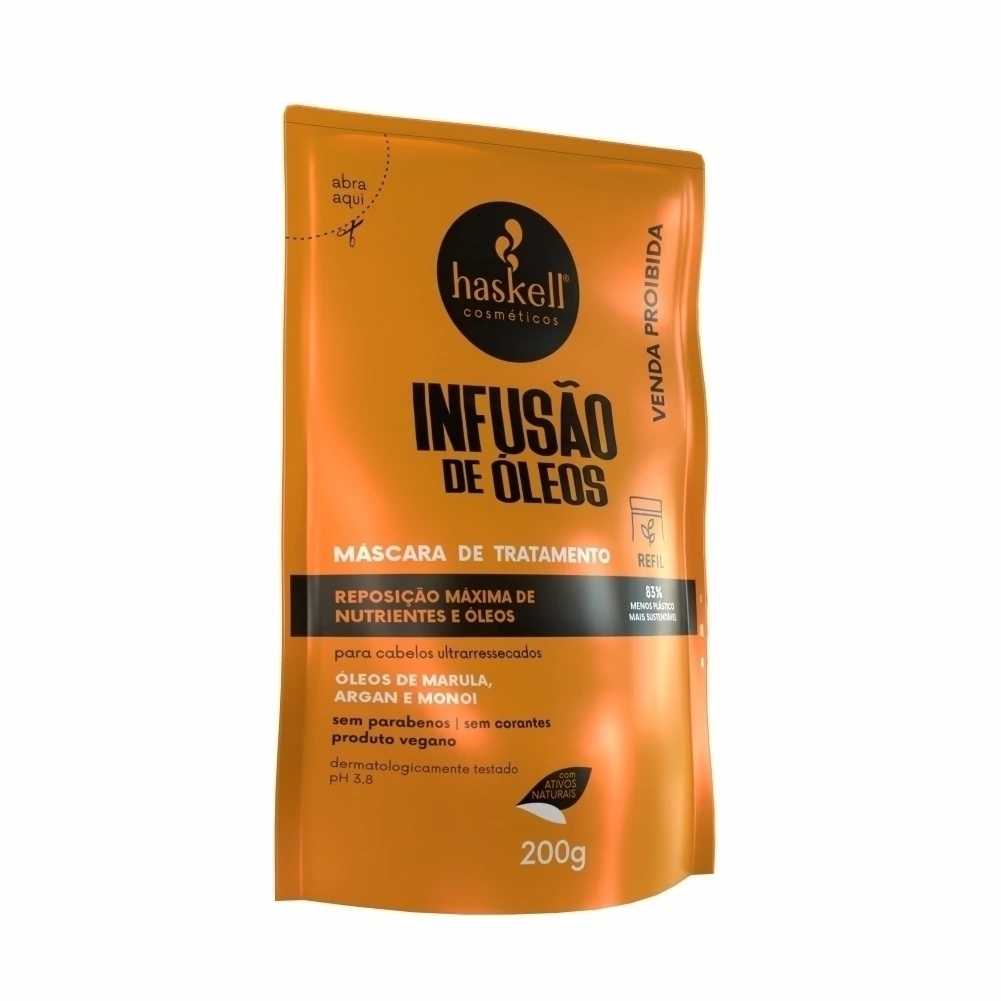 abra
aqui
haskell®
cosméticos
VENDA PROIBIDA
INFUSÃO
DE ÓLEOS
REFIL
MÁSCARA DE TRATAMENTO
83%
MENOS PLÁSTICO
MAIS SUSTENTÁVEL
REPOSIÇÃO MÁXIMA DE
NUTRIENTES E ÓLEOS
para cabelos ultrarressecados
ÓLEOS DE MARULA,
ARGAN E MONOI
sem parabenos | sem corantes
produto vegano
dermatologicamente testado
pH 3.8
com
ATIVOS
NATURAIS
200g